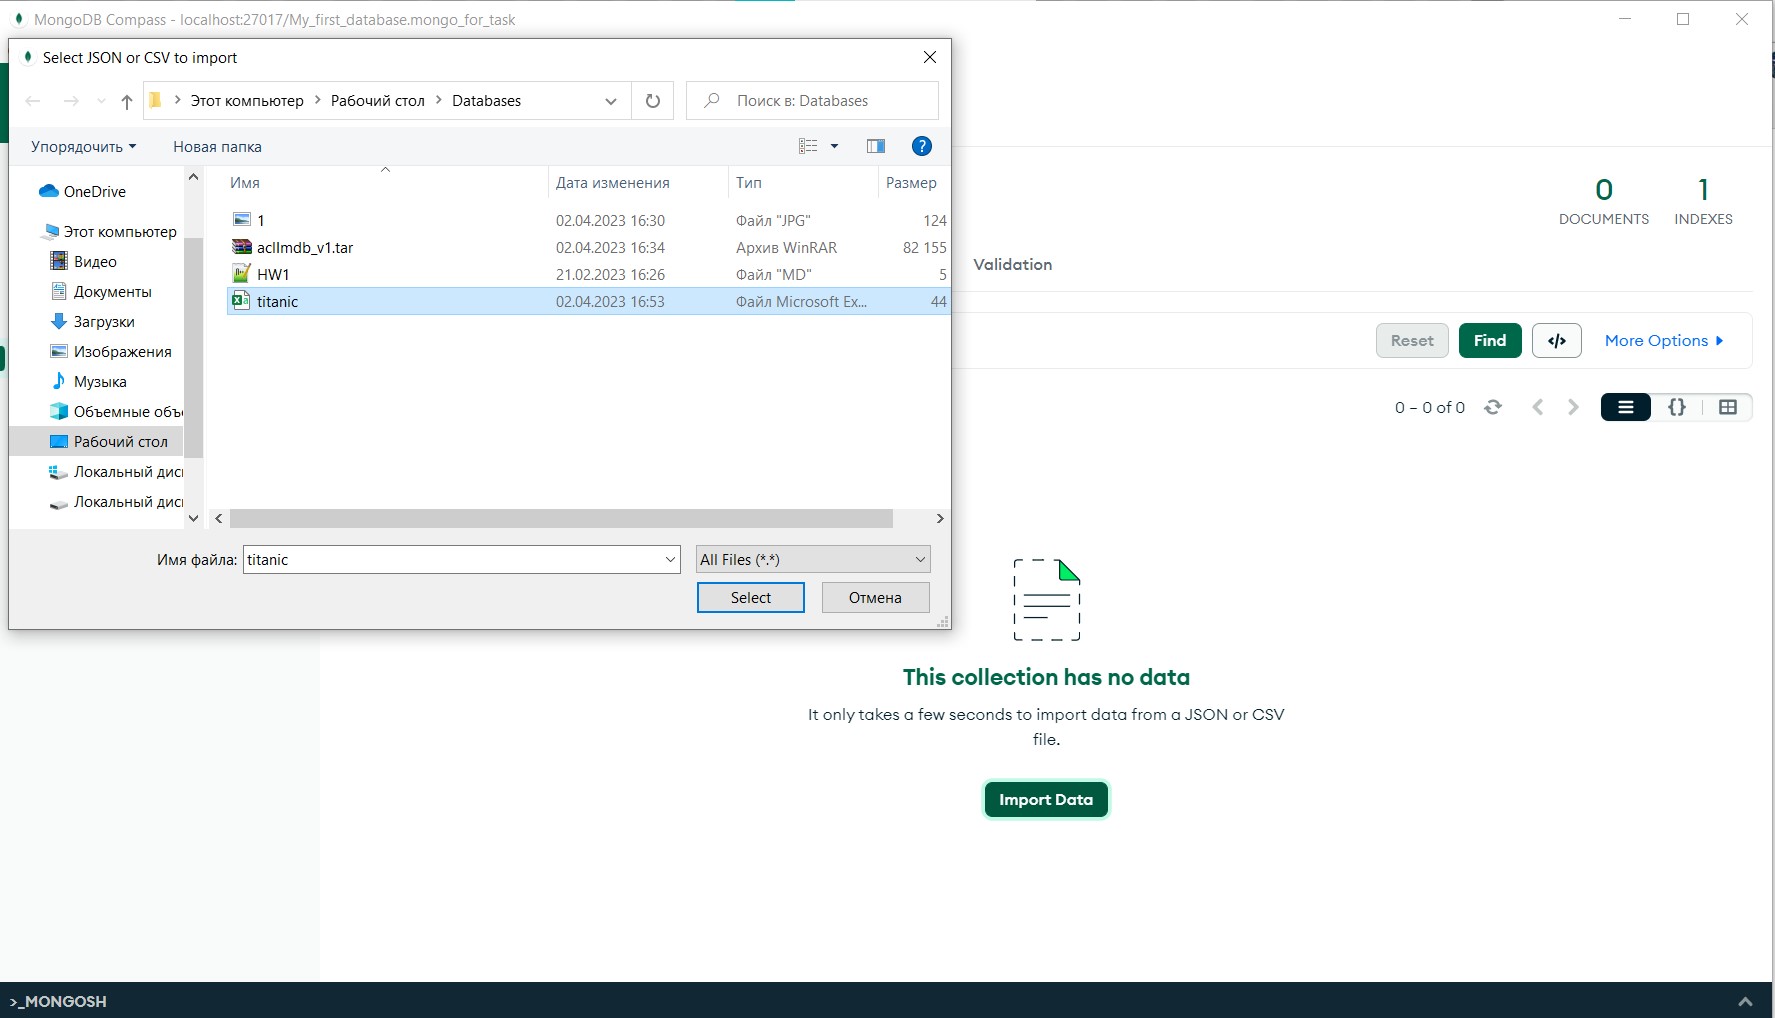 MongoDB Compass - localhost:27017/My_first_database.mongo_for_task
Select JSON or CSV to import
Этот компьютер > Рабочий стол > Databases
Поиск в: Databases
Упорядочить
Новая папка
?
OneDrive
Этот компьютер
Видео
Документы
Загрузки
Изображения
Музыка
Объемные объе
Рабочий стол
Локальный дис
Локальный дис
Имя Дата изменения Тип Размер
1 02.04.2023 16:30 Файл "JPG" 124
aclImdb_v1.tar 02.04.2023 16:34 Архив WinRAR 82 155
HW1 21.02.2023 16:26 Файл "MD" 5
titanic 02.04.2023 16:53 Файл Microsoft Ex... 44
Имя файла: titanic
All Files (*.*)
Select
Отмена
0
DOCUMENTS
1
INDEXES
Validation
Reset
Find
</>
More Options
0 – 0 of 0
{}
This collection has no data
It only takes a few seconds to import data from a JSON or CSV
file.
Import Data
>_MONGOSH